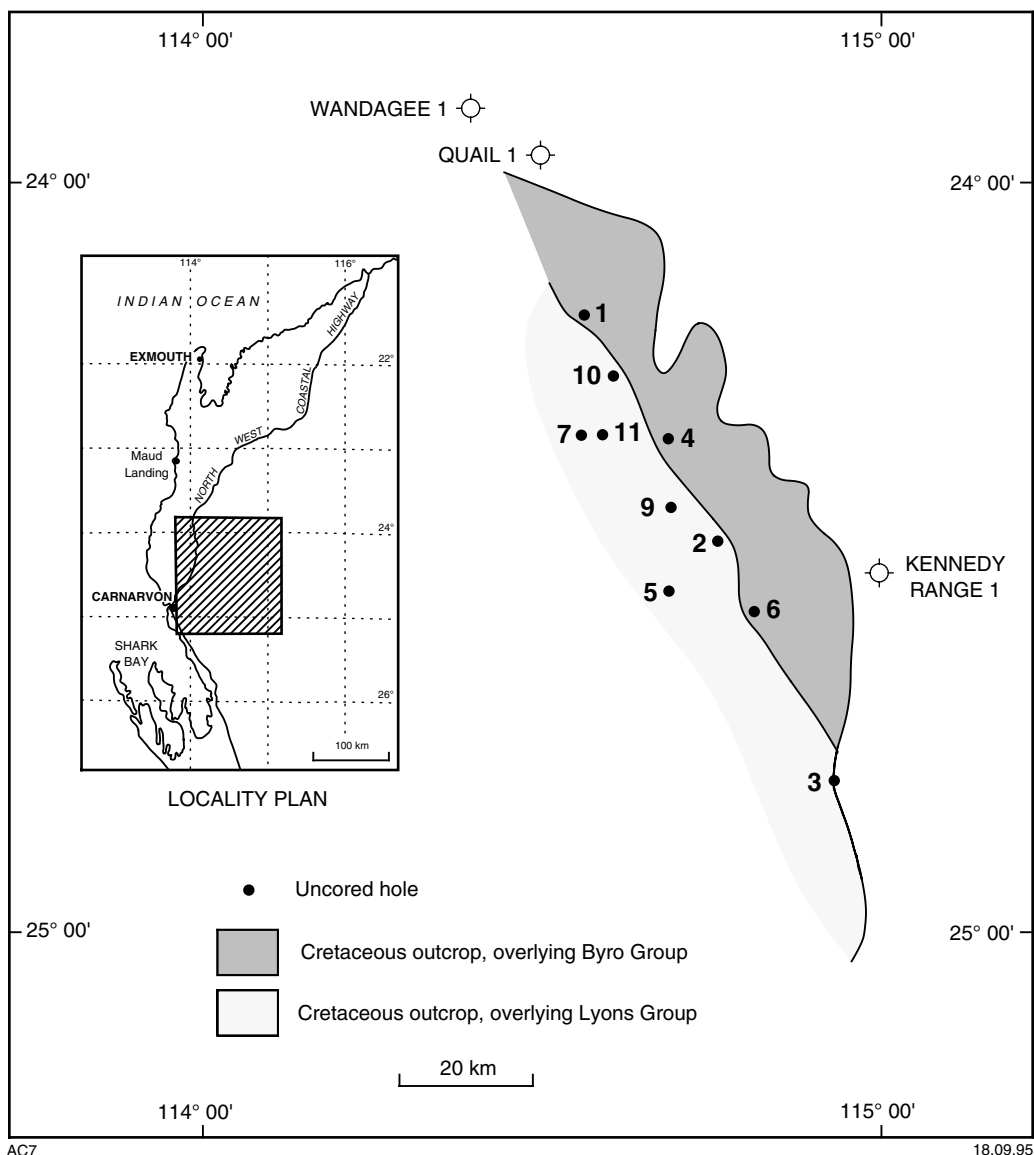 114° 00'
115° 00'
WANDAGEE 1
QUAIL 1
24° 00'
24° 00'
114°
116°
INDIAN OCEAN
EXMOUTH
22°
HIGHWAY
COASTAL
WEST
NORTH
Maud
Landing
24°
CARNARVON
SHARK
BAY
26°
100 km
LOCALITY PLAN
1
10
7
11
4
9
2
5
6
KENNEDY
RANGE 1
3
Uncored hole
25° 00'
25° 00'
Cretaceous outcrop, overlying Byro Group
Cretaceous outcrop, overlying Lyons Group
20 km
114° 00'
115° 00'
AC7
18.09.95